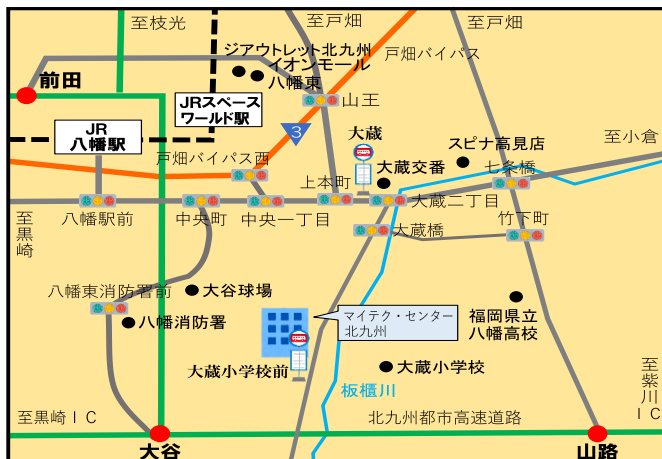 至枝光
至戸畑
至戸畑
戸畑バイパス
ジアウトレット北九州
イオンモール
八幡東
前田
JRスペース
ワールド駅
山王
3
大蔵
至小倉
JR
八幡駅
スピナ高見店
戸畑バイパス西
大蔵交番
七条橋
上本町
至黒崎
八幡駅前
中央町
中央一丁目
大蔵二丁目
竹下町
大蔵橋
八幡東消防署前
大谷球場
八幡消防署
マイテク・センター
北九州
福岡県立
八幡高校
大蔵小学校前
大蔵小学校
板櫃川
至紫川IC
至黒崎IC
北九州都市高速道路
大谷
山路